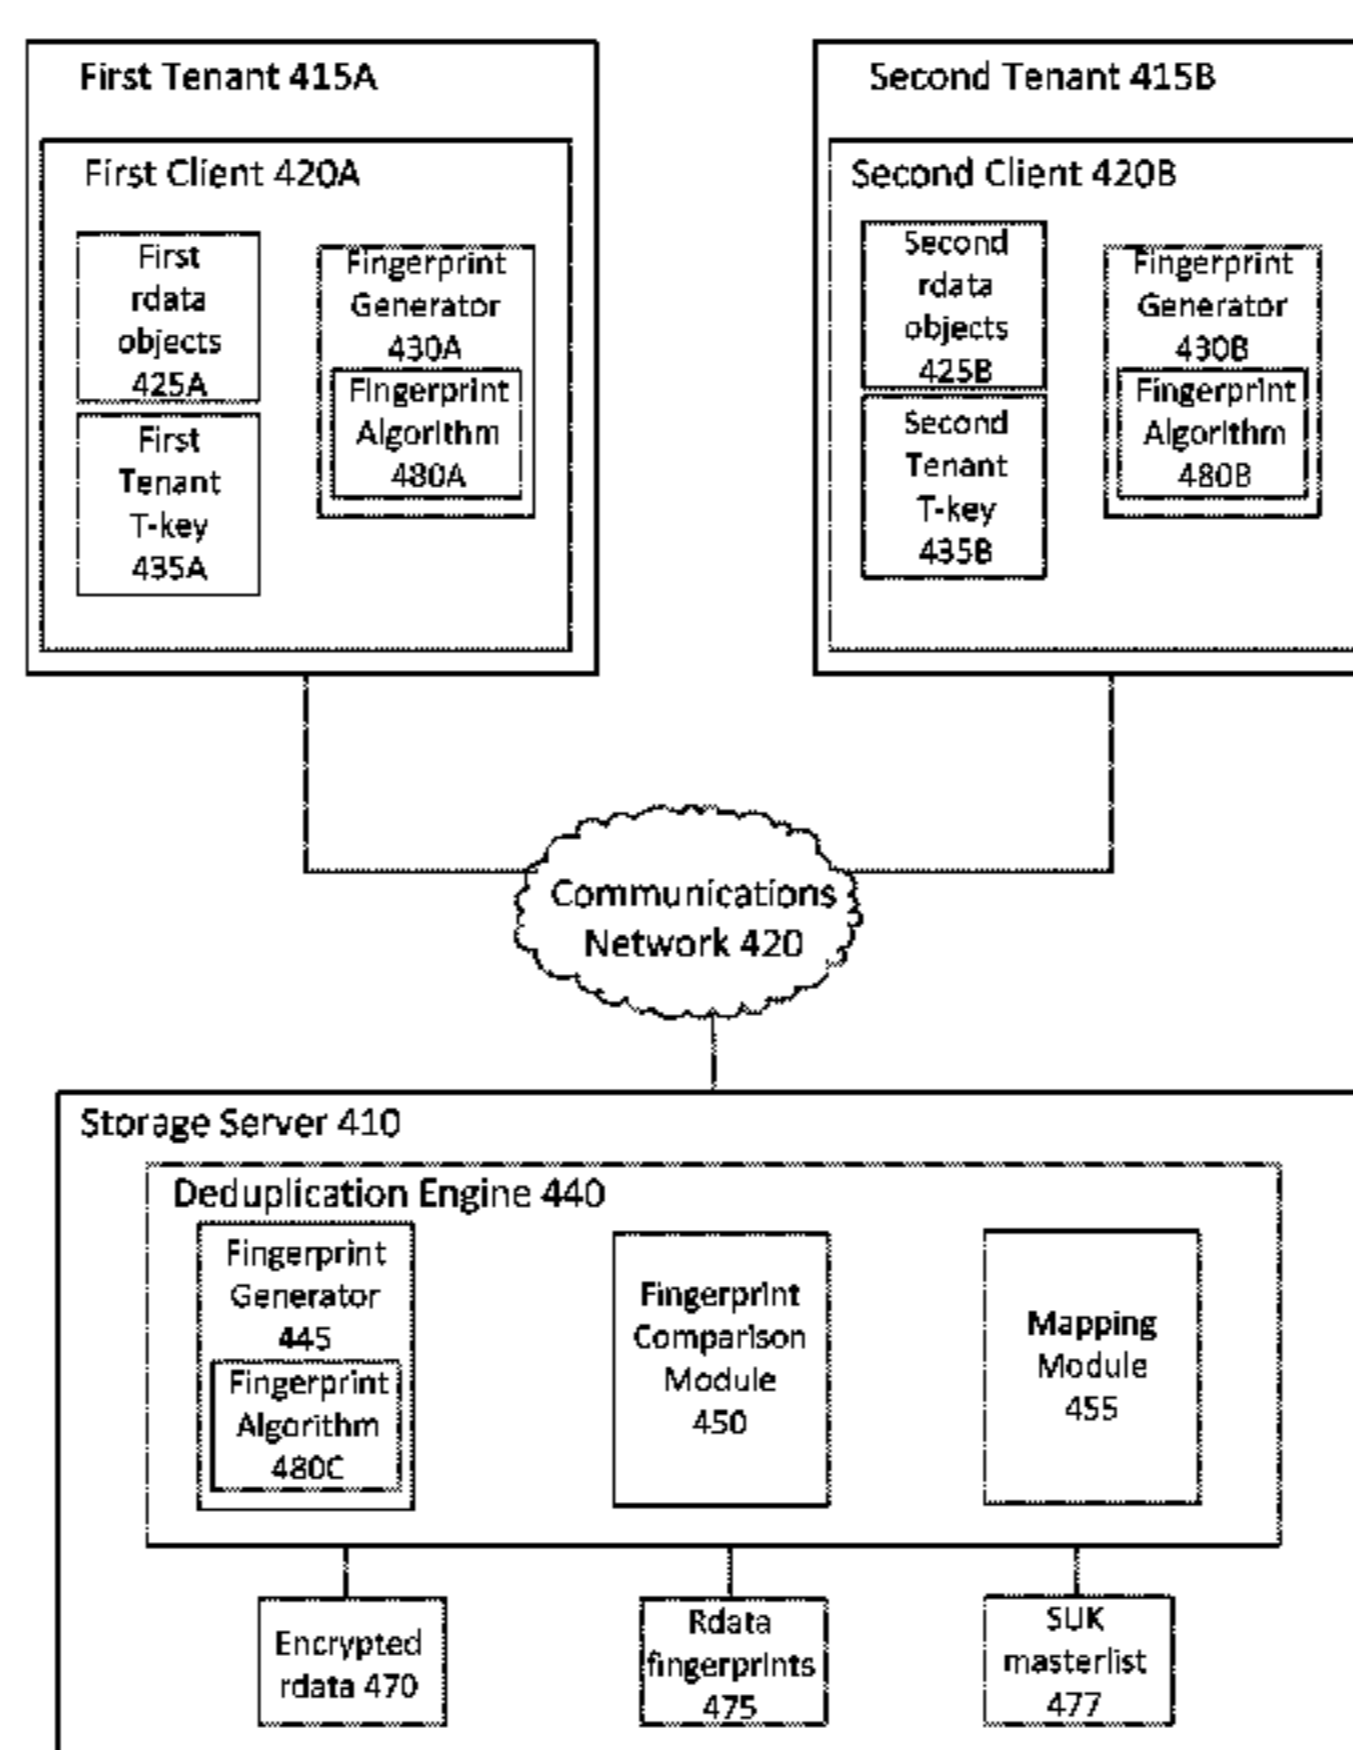 First Tenant 415A
First Client 420A
First
rdata
objects
425A
First
Tenant
T-key
435A
Fingerprint
Generator
430A
Fingerprint
Algorithm
480A
Second Tenant 415B
Second Client 420B
Second
rdata
objects
425B
Second
Tenant
T-key
435B
Fingerprint
Generator
430B
Fingerprint
Algorithm
480B
Communications
Network 420
Storage Server 410
Deduplication Engine 440
Fingerprint
Generator
445
Fingerprint
Algorithm
480C
Fingerprint
Comparison
Module
450
Mapping
Module
455
Encrypted
rdata 470
Rdata
fingerprints
475
SUK
masterlist
477